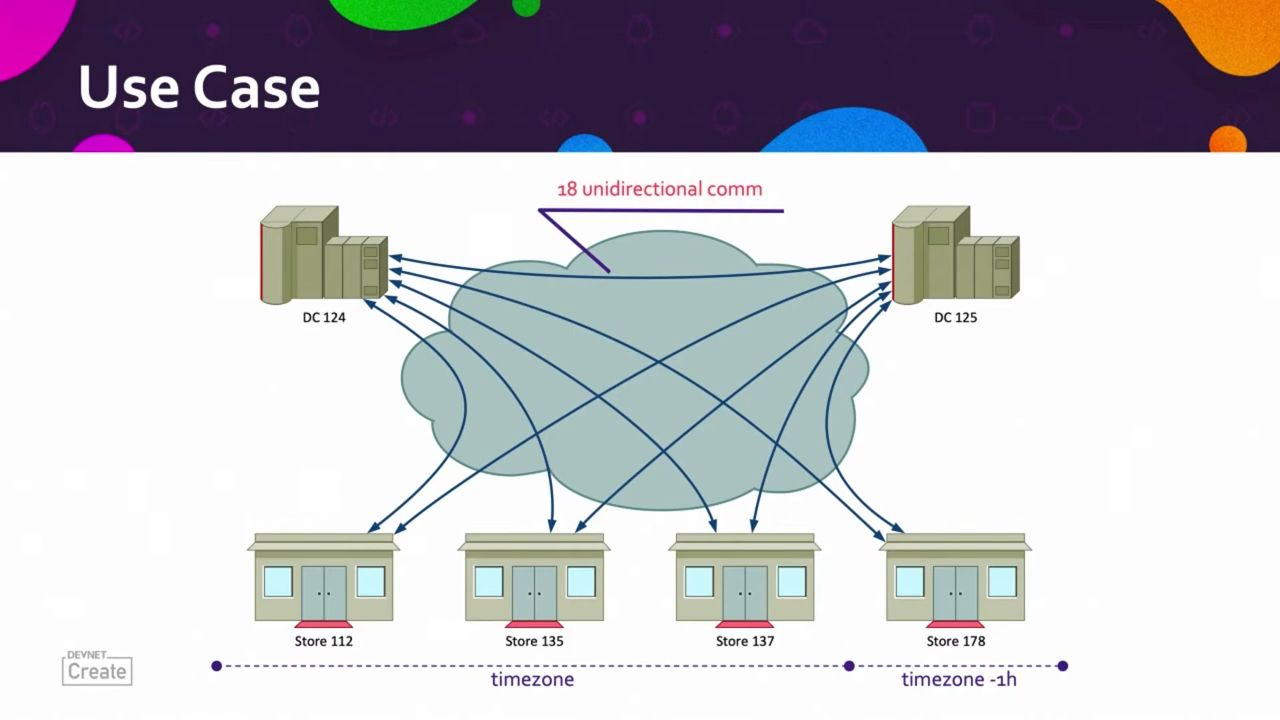 Use Case
18 unidirectional comm
DC 124
DC 125
Store 112
Store 135
Store 137
Store 178
timezone
timezone -1h
DEVNET
Create